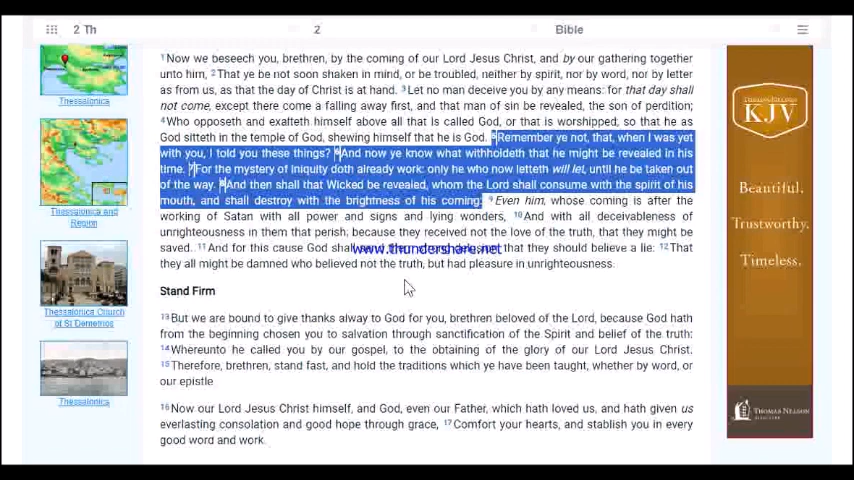 2 Th
2
Bible
1Now we beseech you, brethren, by the coming of our Lord Jesus Christ, and by our gathering together
unto him, 2That ye be not soon shaken in mind, or be troubled, neither by spirit, nor by word, nor by letter
as from us, as that the day of Christ is at hand. 3Let no man deceive you by any means: for that day shall
not come, except there come a falling away first, and that man of sin be revealed, the son of perdition;
4Who opposeth and exalteth himself above all that is called God, or that is worshipped; so that he as
God sitteth in the temple of God, shewing himself that he is God. 5Remember ye not, that, when I was yet
with you, I told you these things? 6And now ye know what withholdeth that he might be revealed in his
time. 7For the mystery of iniquity doth already work: only he who now letteth will let, until he be taken out
of the way. 8And then shall that Wicked be revealed, whom the Lord shall consume with the spirit of his
mouth, and shall destroy with the brightness of his coming: 9Even him, whose coming is after the
working of Satan with all power and signs and lying wonders, 10And with all deceivableness of
unrighteousness in them that perish; because they received not the love of the truth, that they might be
saved. 11And for this cause God shall that they should believe a lie: 12That
www.thundershare.net
they all might be damned who believed not the truth, but had pleasure in unrighteousness.
Stand Firm
13But we are bound to give thanks alway to God for you, brethren beloved of the Lord, because God hath
from the beginning chosen you to salvation through sanctification of the Spirit and belief of the truth:
14Whereunto he called you by our gospel, to the obtaining of the glory of our Lord Jesus Christ.
15Therefore, brethren, stand fast, and hold the traditions which ye have been taught, whether by word, or
our epistle
16Now our Lord Jesus Christ himself, and God, even our Father, which hath loved us, and hath given us
everlasting consolation and good hope through grace, 17Comfort your hearts, and stablish you in every
good word and work.
Thessalonica
Thessalonica and
Region
Thessalonica Church
of St Demetrios
Thessalonica
THOMAS NELSON
KJV
Beautiful.
Trustworthy.
Timeless.
THOMAS NELSON